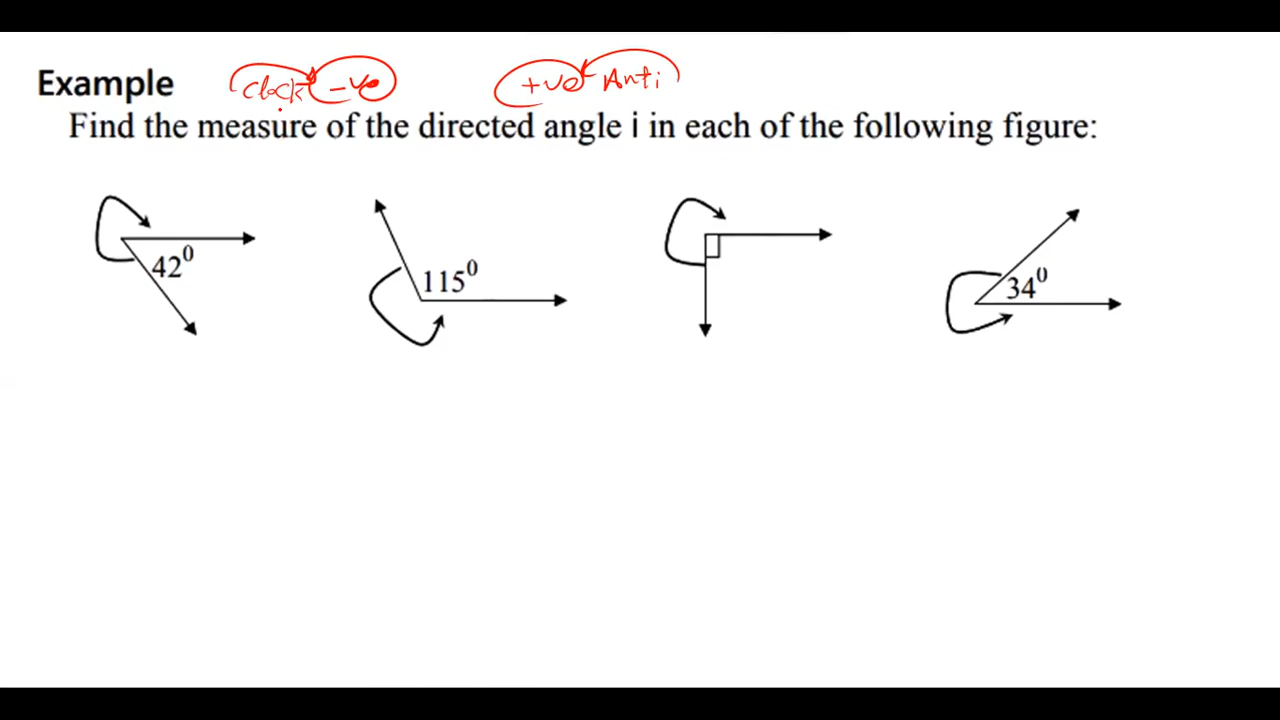 Example
clock -ve +ve Anti
Find the measure of the directed angle i in each of the following figure:
42⁰ 115⁰ 34⁰